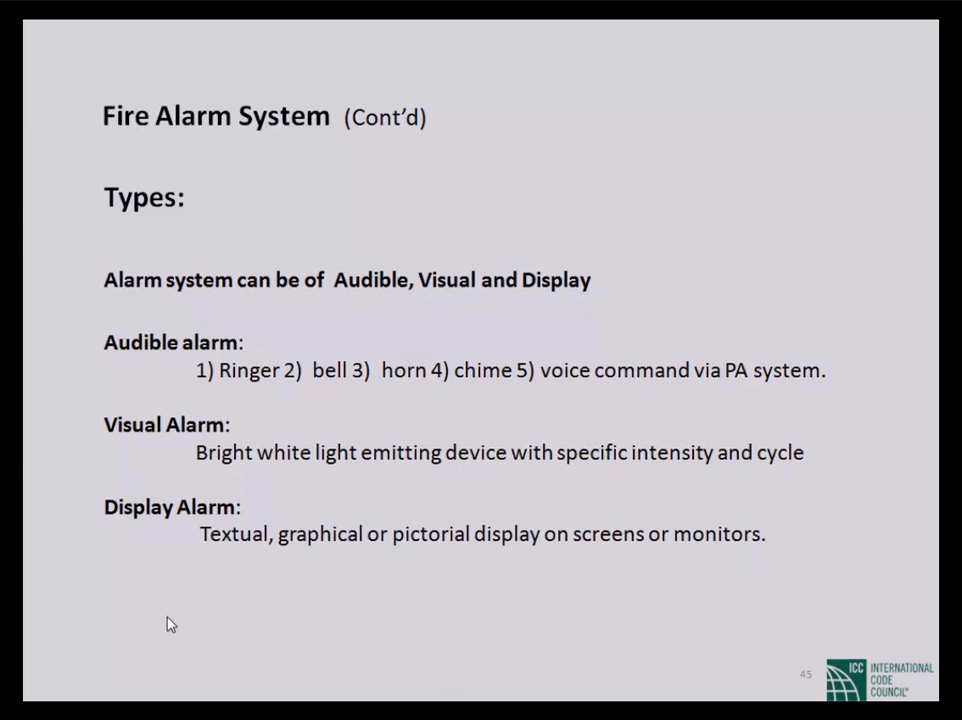 Fire Alarm System (Cont’d)
Types:
Alarm system can be of Audible, Visual and Display
Audible alarm:
1) Ringer 2) bell 3) horn 4) chime 5) voice command via PA system.
Visual Alarm:
Bright white light emitting device with specific intensity and cycle
Display Alarm:
Textual, graphical or pictorial display on screens or monitors.
45
ICC
INTERNATIONAL
CODE
COUNCIL®